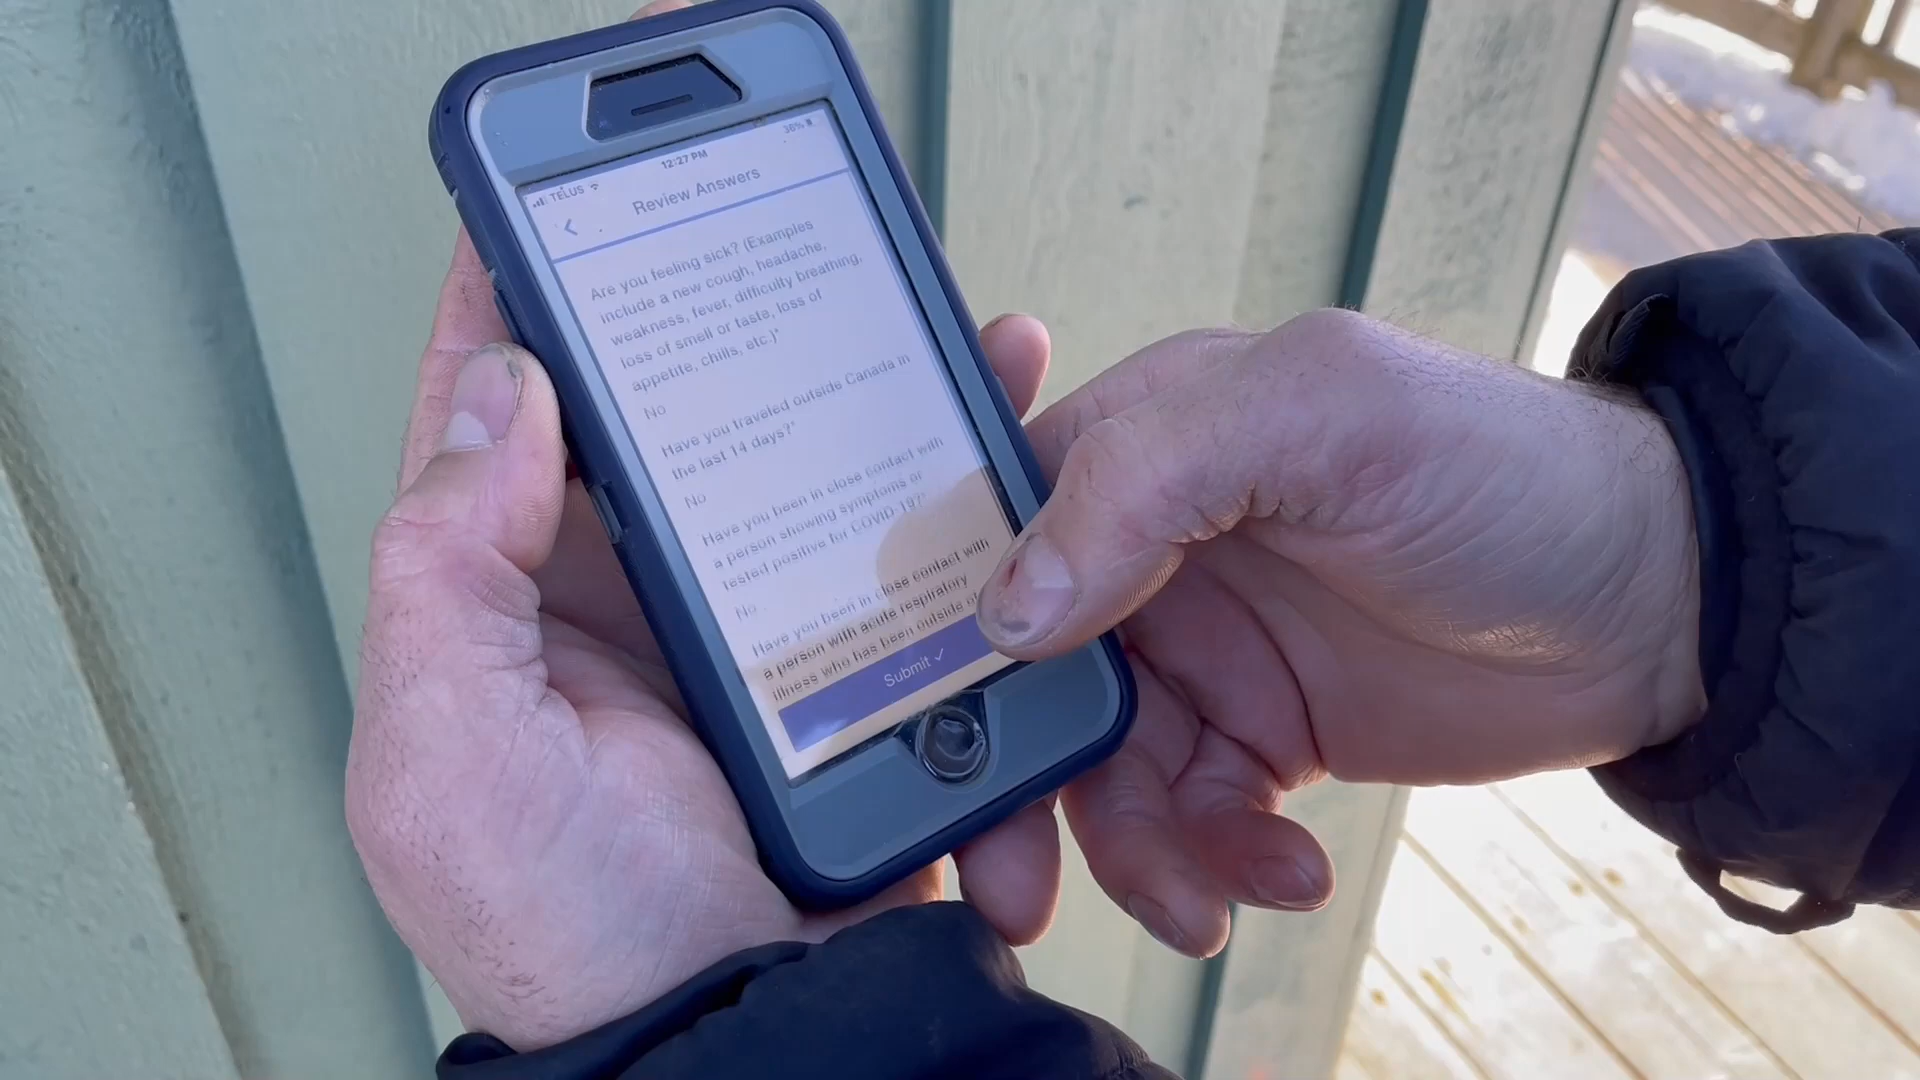 TELUS
12:27 PM
36%
Review Answers
Are you feeling sick? (Examples
include a new cough, headache,
weakness, fever, difficulty breathing,
loss of smell or taste, loss of
appetite, chills, etc.)*
No
Have you traveled outside Canada in
the last 14 days?*
No
Have you been in close contact with
a person showing symptoms or
tested positive for COVID-19?*
No
Have you been in close contact with
a person with acute respiratory
illness who has been outside of
Submit ✓